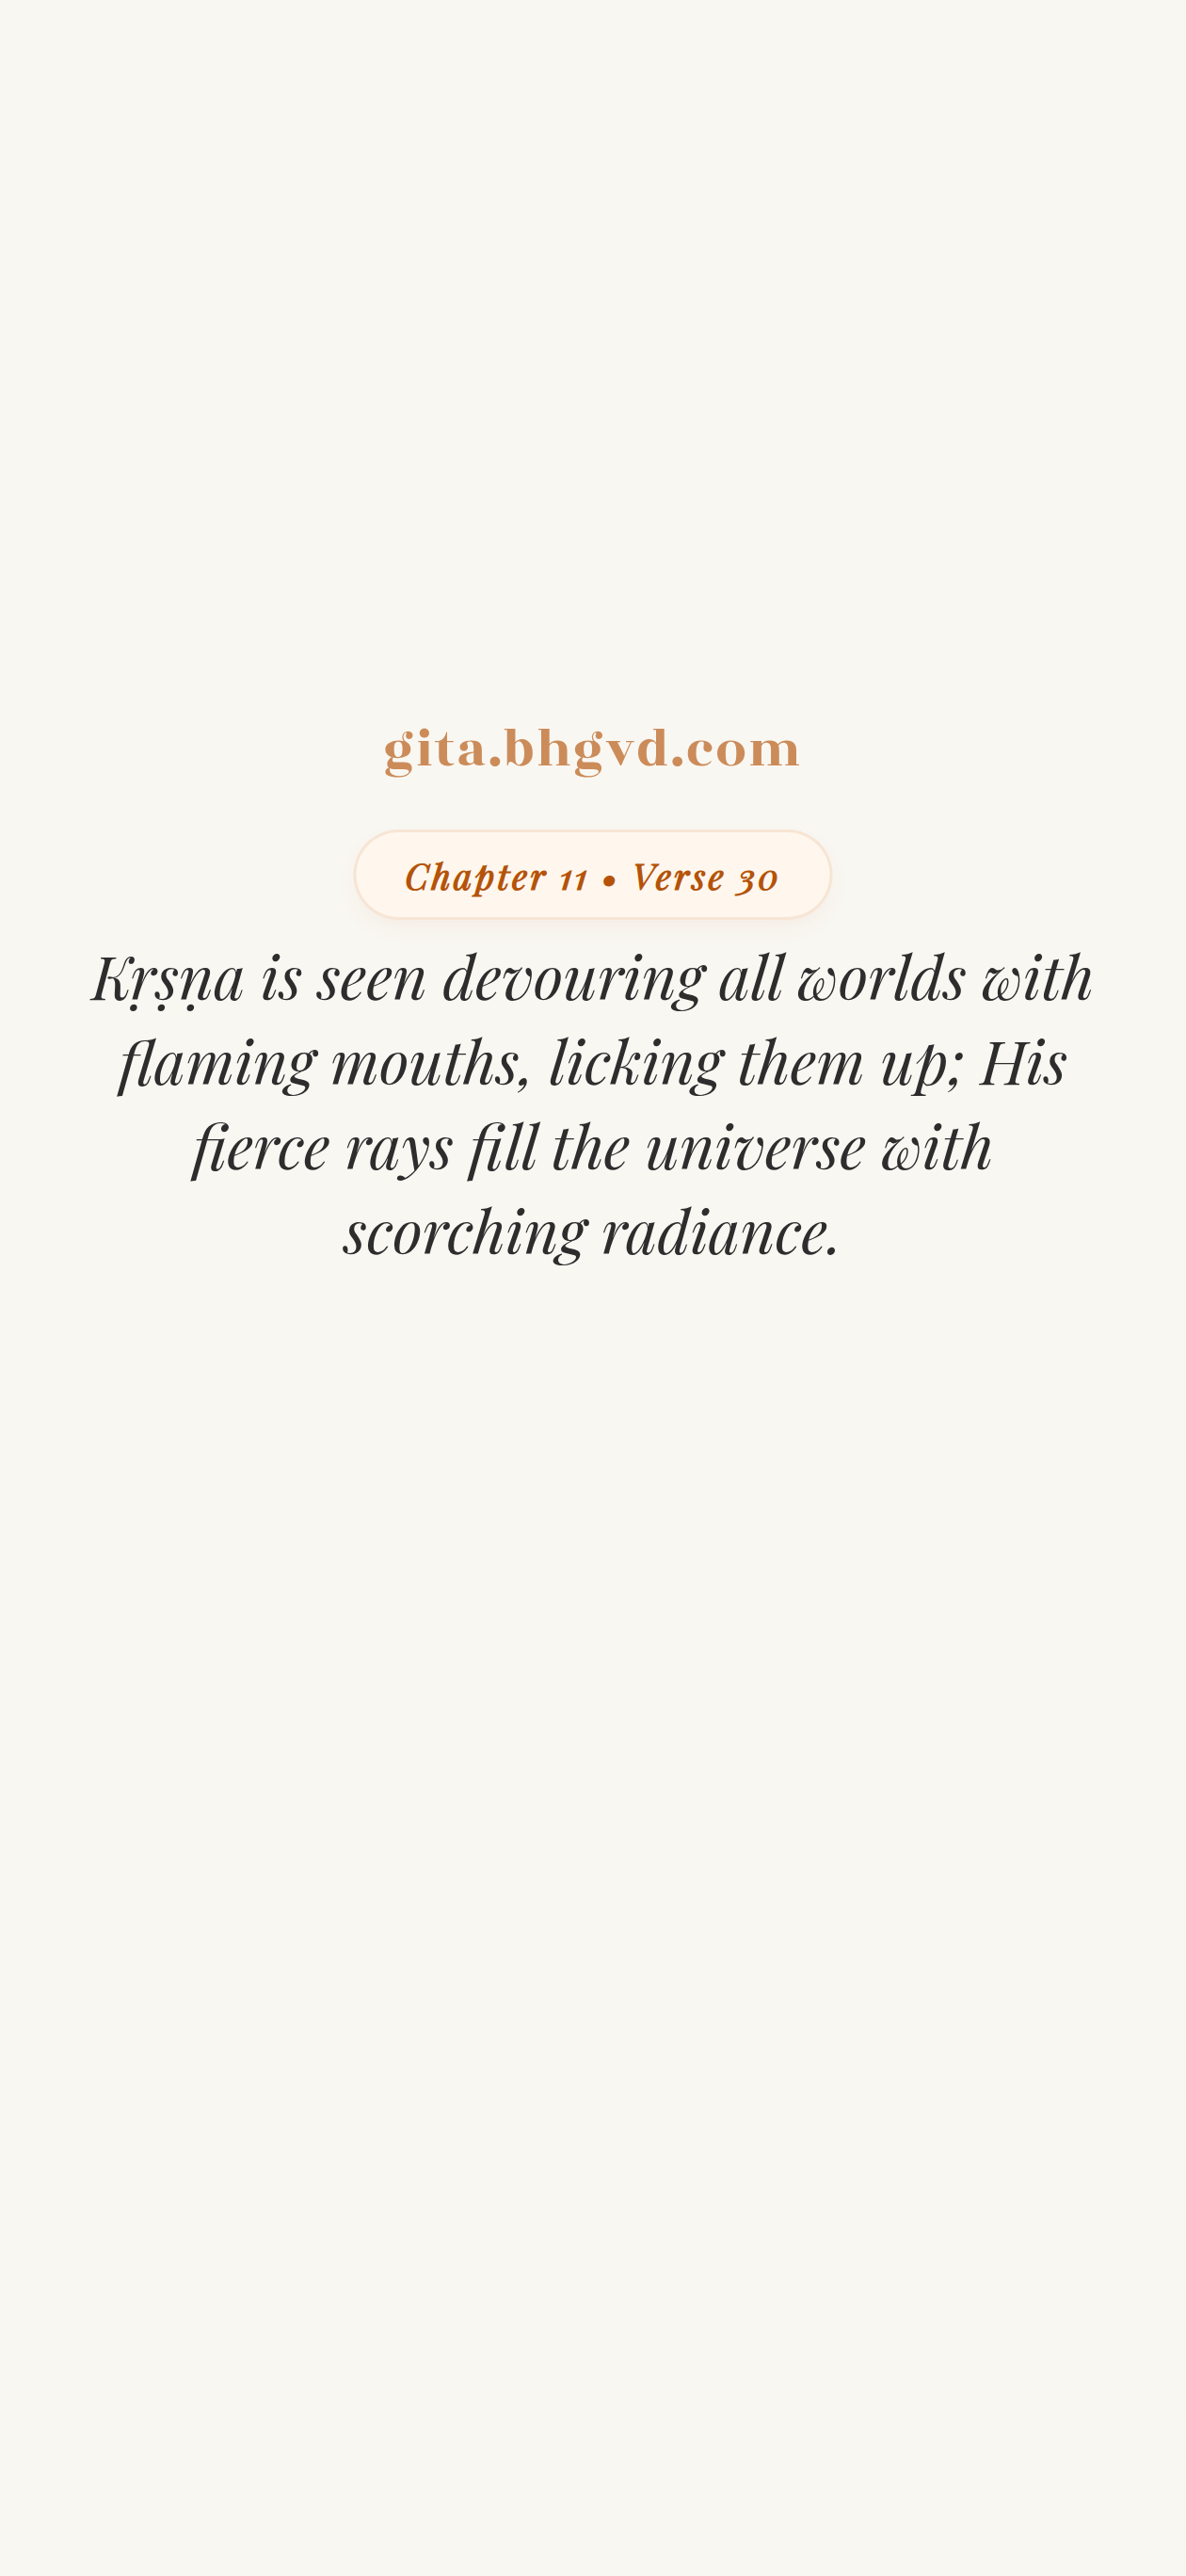 gita.bhgvd.com
Chapter 11 • Verse 30
Kṛṣṇa is seen devouring all worlds with
flaming mouths, licking them up; His
fierce rays fill the universe with
scorching radiance.